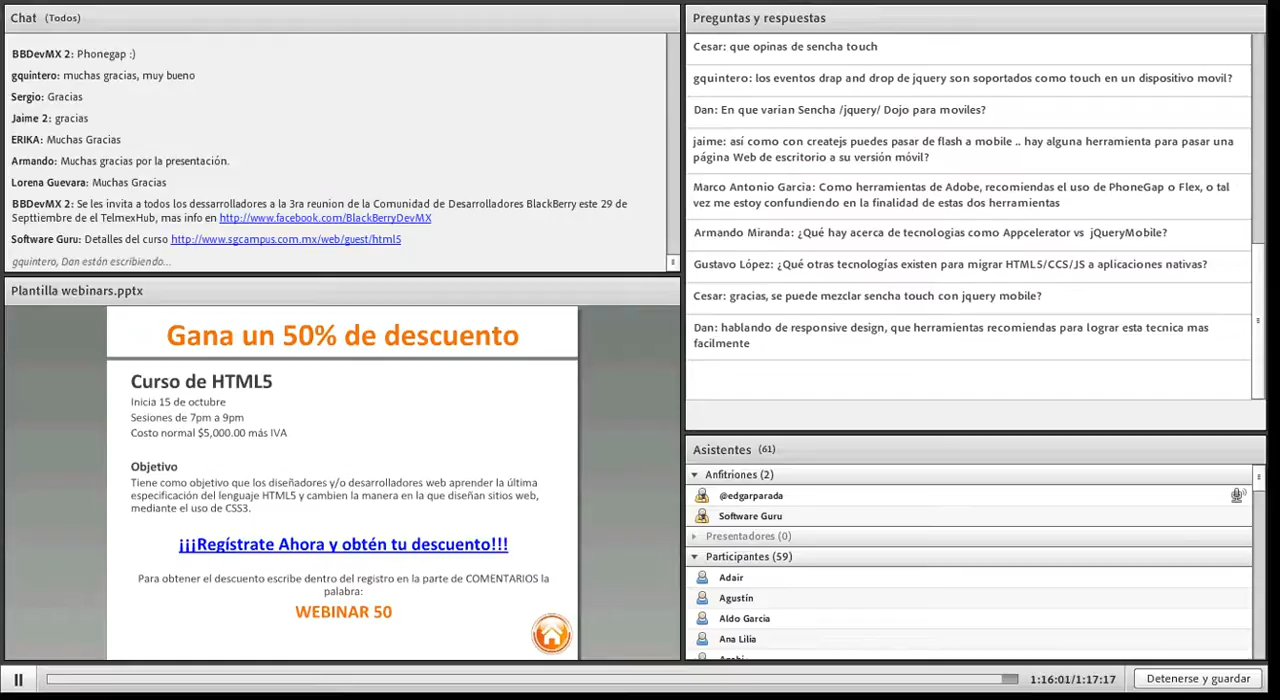 Chat (Todos)
BBDevMX 2: Phonegap :)
gquintero: muchas gracias, muy bueno
Sergio: Gracias
Jaime 2: gracias
ERIKA: Muchas Gracias
Armando: Muchas gracias por la presentación.
Lorena Guevara: Muchas Gracias
BBDevMX 2: Se les invita a todos los dessarrolladores a la 3ra reunion de la Comunidad de Desarrolladores BlackBerry este 29 de
Septtiembre de el TelmexHub, mas info en http://www.facebook.com/BlackBerryDevMX
Software Guru: Detalles del curso http://www.sgcampus.com.mx/web/guest/html5
gquintero, Dan están escribiendo...
Plantilla webinars.pptx
Gana un 50% de descuento
Curso de HTML5
Inicia 15 de octubre
Sesiones de 7pm a 9pm
Costo normal $5,000.00 más IVA
Objetivo
Tiene como objetivo que los diseñadores y/o desarrolladores web aprender la última
especificación del lenguaje HTML5 y cambien la manera en la que diseñan sitios web,
mediante el uso de CSS3.
¡¡¡Regístrate Ahora y obtén tu descuento!!!
Para obtener el descuento escribe dentro del registro en la parte de COMENTARIOS la
palabra:
WEBINAR 50
Preguntas y respuestas
Cesar: que opinas de sencha touch
gquintero: los eventos drap and drop de jquery son soportados como touch en un dispositivo movil?
Dan: En que varian Sencha /jquery/ Dojo para moviles?
jaime: así como con createjs puedes pasar de flash a mobile .. hay alguna herramienta para pasar una
página Web de escritorio a su versión móvil?
Marco Antonio Garcia: Como herramientas de Adobe, recomiendas el uso de PhoneGap o Flex, o tal
vez me estoy confundiendo en la finalidad de estas dos herramientas
Armando Miranda: ¿Qué hay acerca de tecnologias como Appcelerator vs jQueryMobile?
Gustavo López: ¿Qué otras tecnologías existen para migrar HTML5/CCS/JS a aplicaciones nativas?
Cesar: gracias, se puede mezclar sencha touch con jquery mobile?
Dan: hablando de responsive design, que herramientas recomiendas para lograr esta tecnica mas
facilmente
Asistentes (61)
Anfitriones (2)
@edgarparada
Software Guru
Presentadores (0)
Participantes (59)
Adair
Agustín
Aldo Garcia
Ana Lilia
1:16:01/1:17:17
Detenerse y guardar